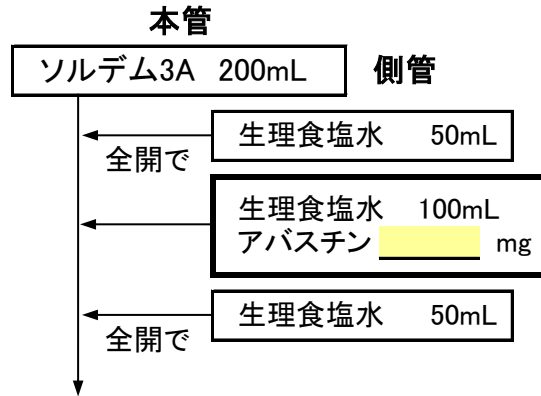 本管
ソルデム3A 200mL
側管
生理食塩水 50mL
全開で
生理食塩水 100mL
アバスチン mg
生理食塩水 50mL
全開で